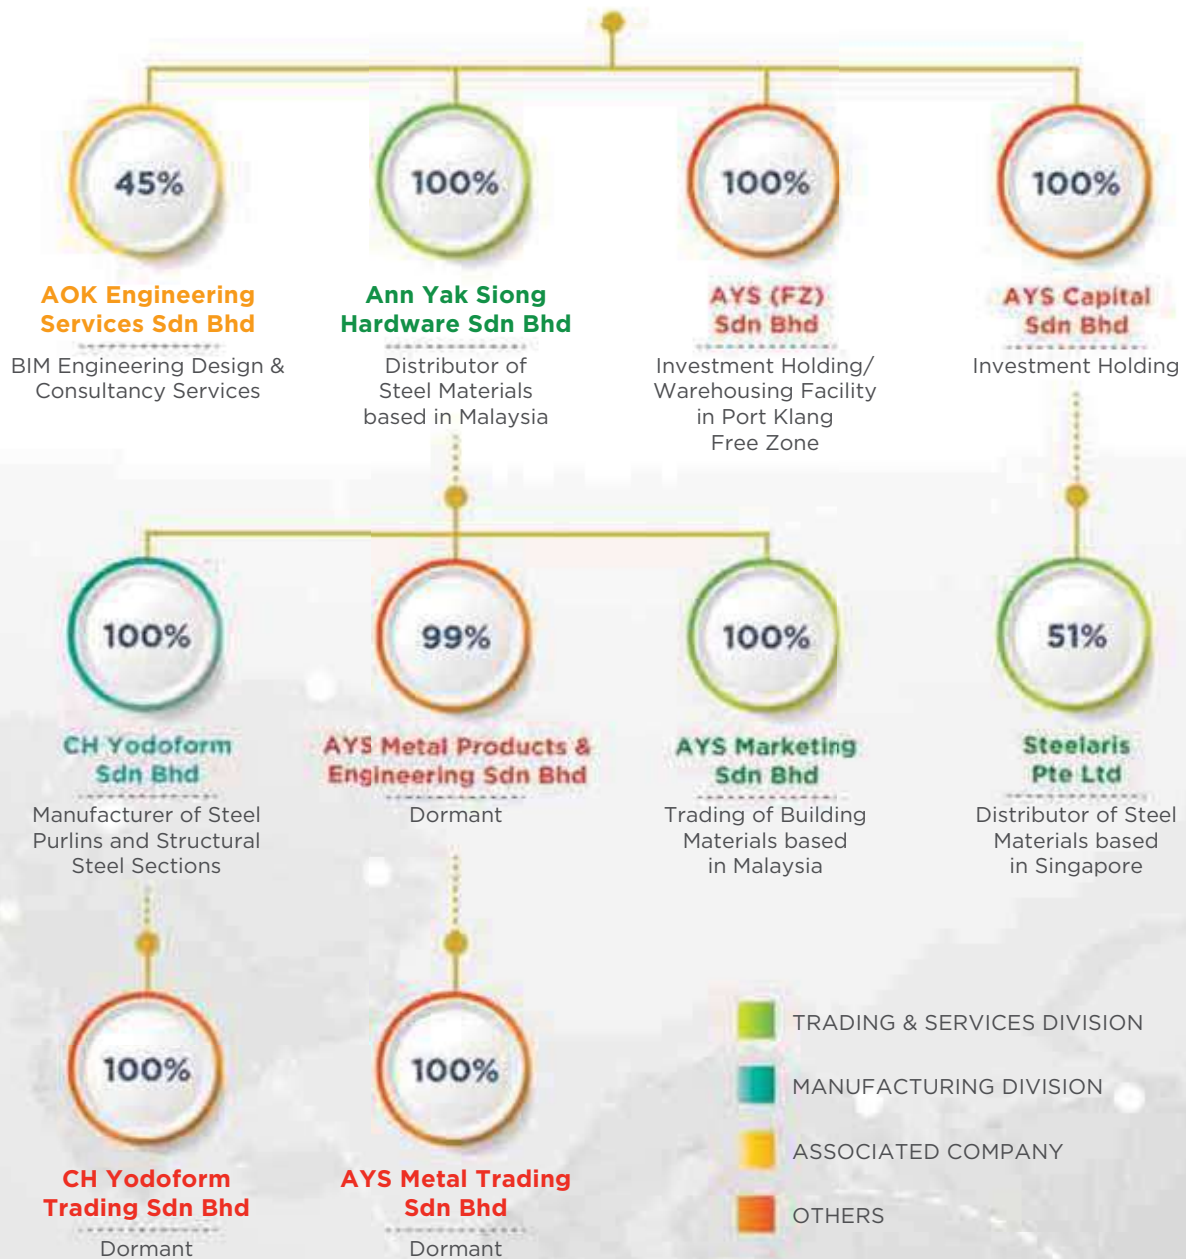 45%
AOK Engineering
Services Sdn Bhd
BIM Engineering Design &
Consultancy Services
100%
Ann Yak Siong
Hardware Sdn Bhd
Distributor of
Steel Materials
based in Malaysia
100%
AYS (FZ)
Sdn Bhd
Investment Holding/
Warehousing Facility
in Port Klang
Free Zone
100%
AYS Capital
Sdn Bhd
Investment Holding
100%
CH Yodoform
Sdn Bhd
Manufacturer of Steel
Purlins and Structural
Steel Sections
99%
AYS Metal Products &
Engineering Sdn Bhd
Dormant
100%
AYS Marketing
Sdn Bhd
Trading of Building
Materials based
in Malaysia
51%
Steelaris
Pte Ltd
Distributor of Steel
Materials based
in Singapore
100%
CH Yodoform
Trading Sdn Bhd
Dormant
100%
AYS Metal Trading
Sdn Bhd
Dormant
TRADING & SERVICES DIVISION
MANUFACTURING DIVISION
ASSOCIATED COMPANY
OTHERS